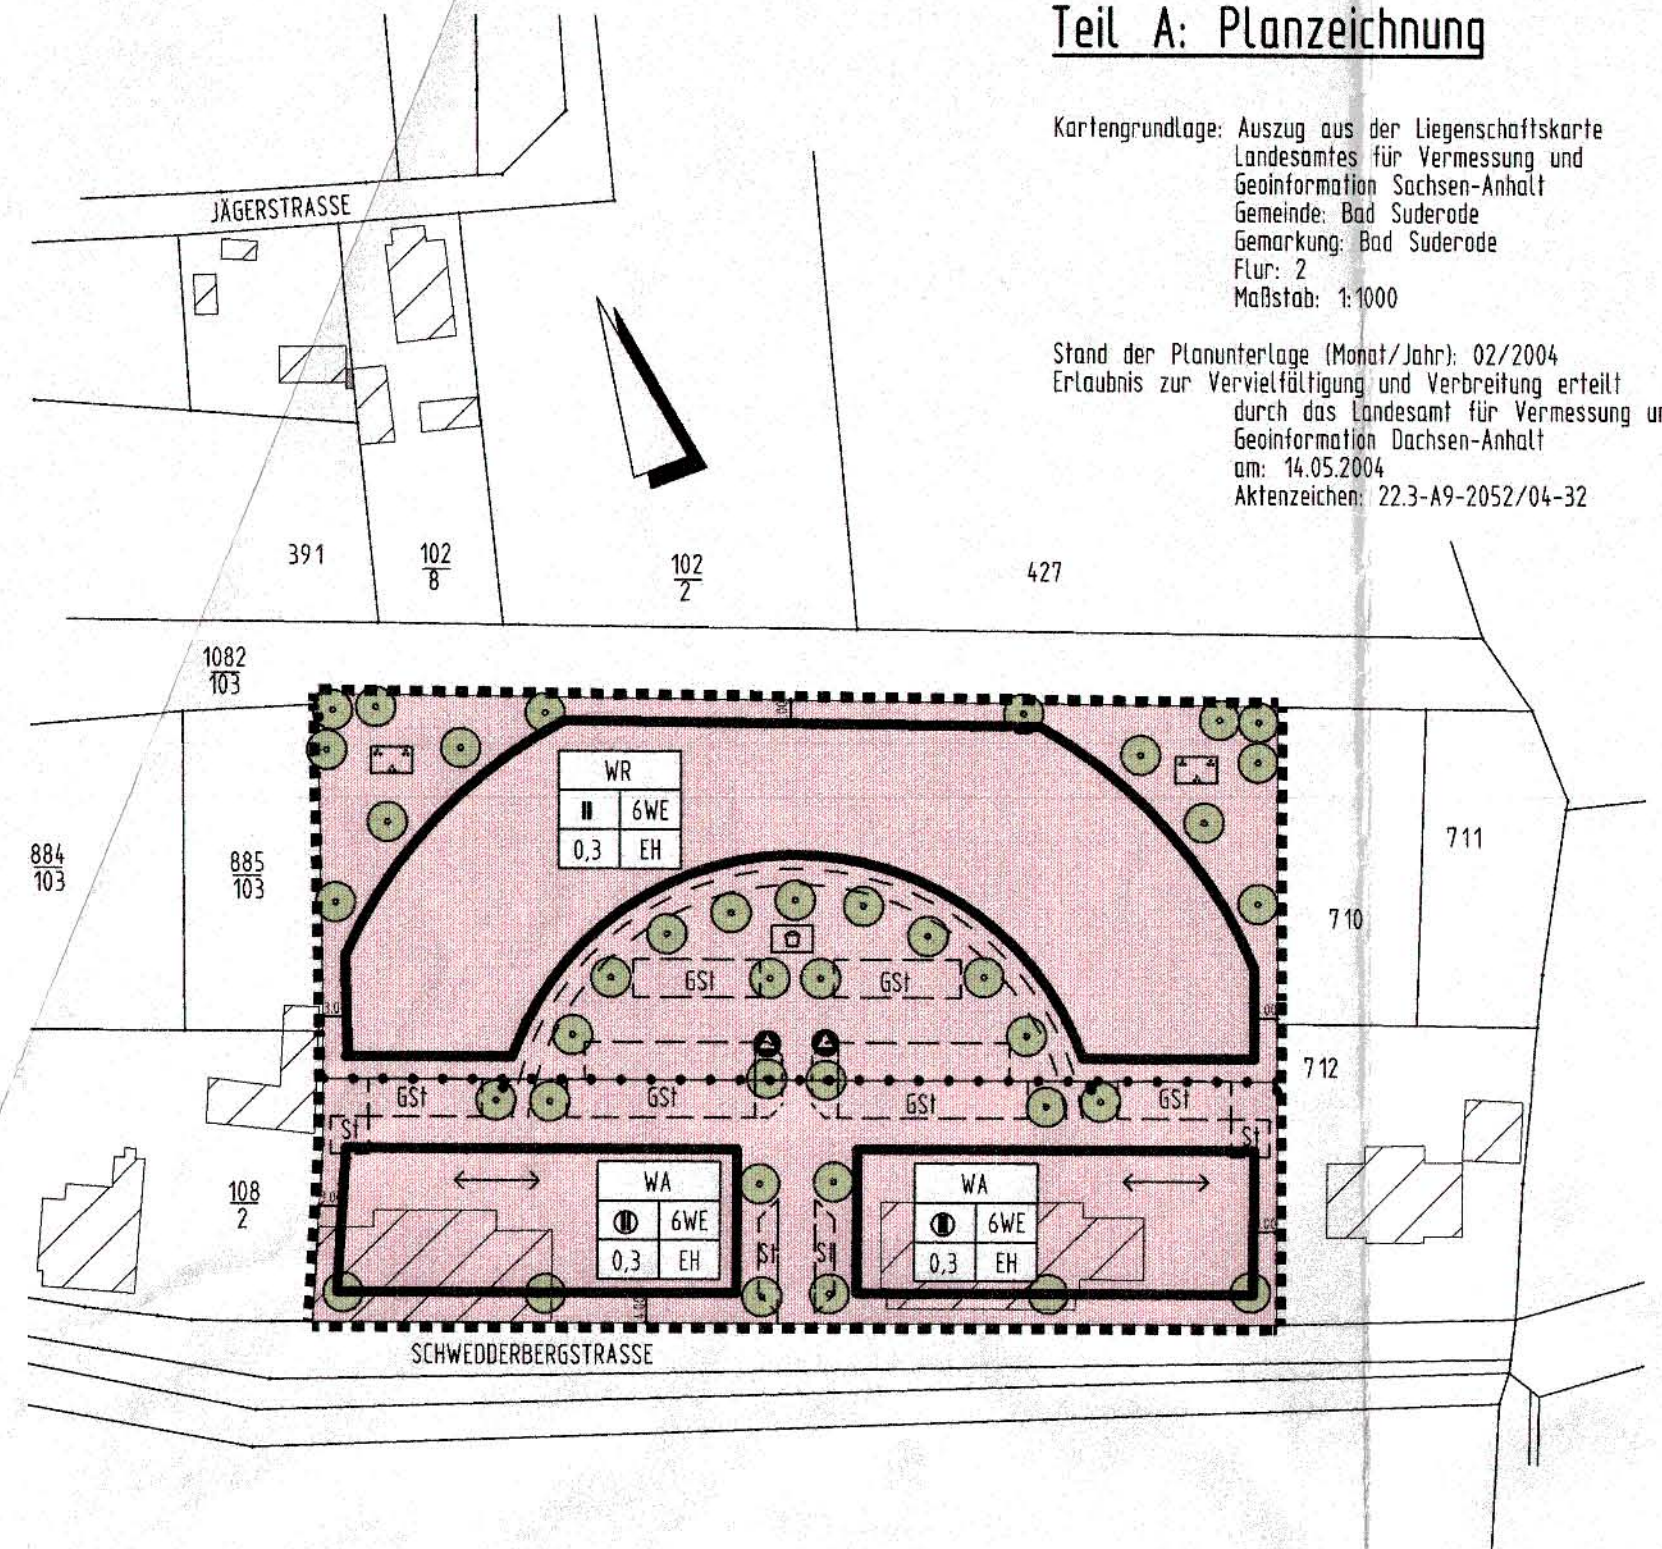 Teil A: Planzeichnung
Kartengrundlage: Auszug aus der Liegenschaftskarte
Landesamtes für Vermessung und
Geoinformation Sachsen-Anhalt
Gemeinde: Bad Suderode
Gemarkung: Bad Suderode
Flur: 2
Maßstab: 1:1000
Stand der Planunterlage (Monat/Jahr): 02/2004
Erlaubnis zur Vervielfältigung und Verbreitung erteilt
durch das Landesamt für Vermessung un
Geoinformation Dachsen-Anhalt
am: 14.05.2004
Aktenzeichen: 22.3-A9-2052/04-32
JÄGERSTRASSE
391
102
8
102
2
427
1082
103
884
103
885
103
WR
II 6WE
0,3 EH
711
710
GSt GSt
712
GSt GSt GSt GSt
St St
108
2
WA
II 6WE
0,3 EH
WA
II 6WE
0,3 EH
St St
SCHWEDDERBERGSTRASSE